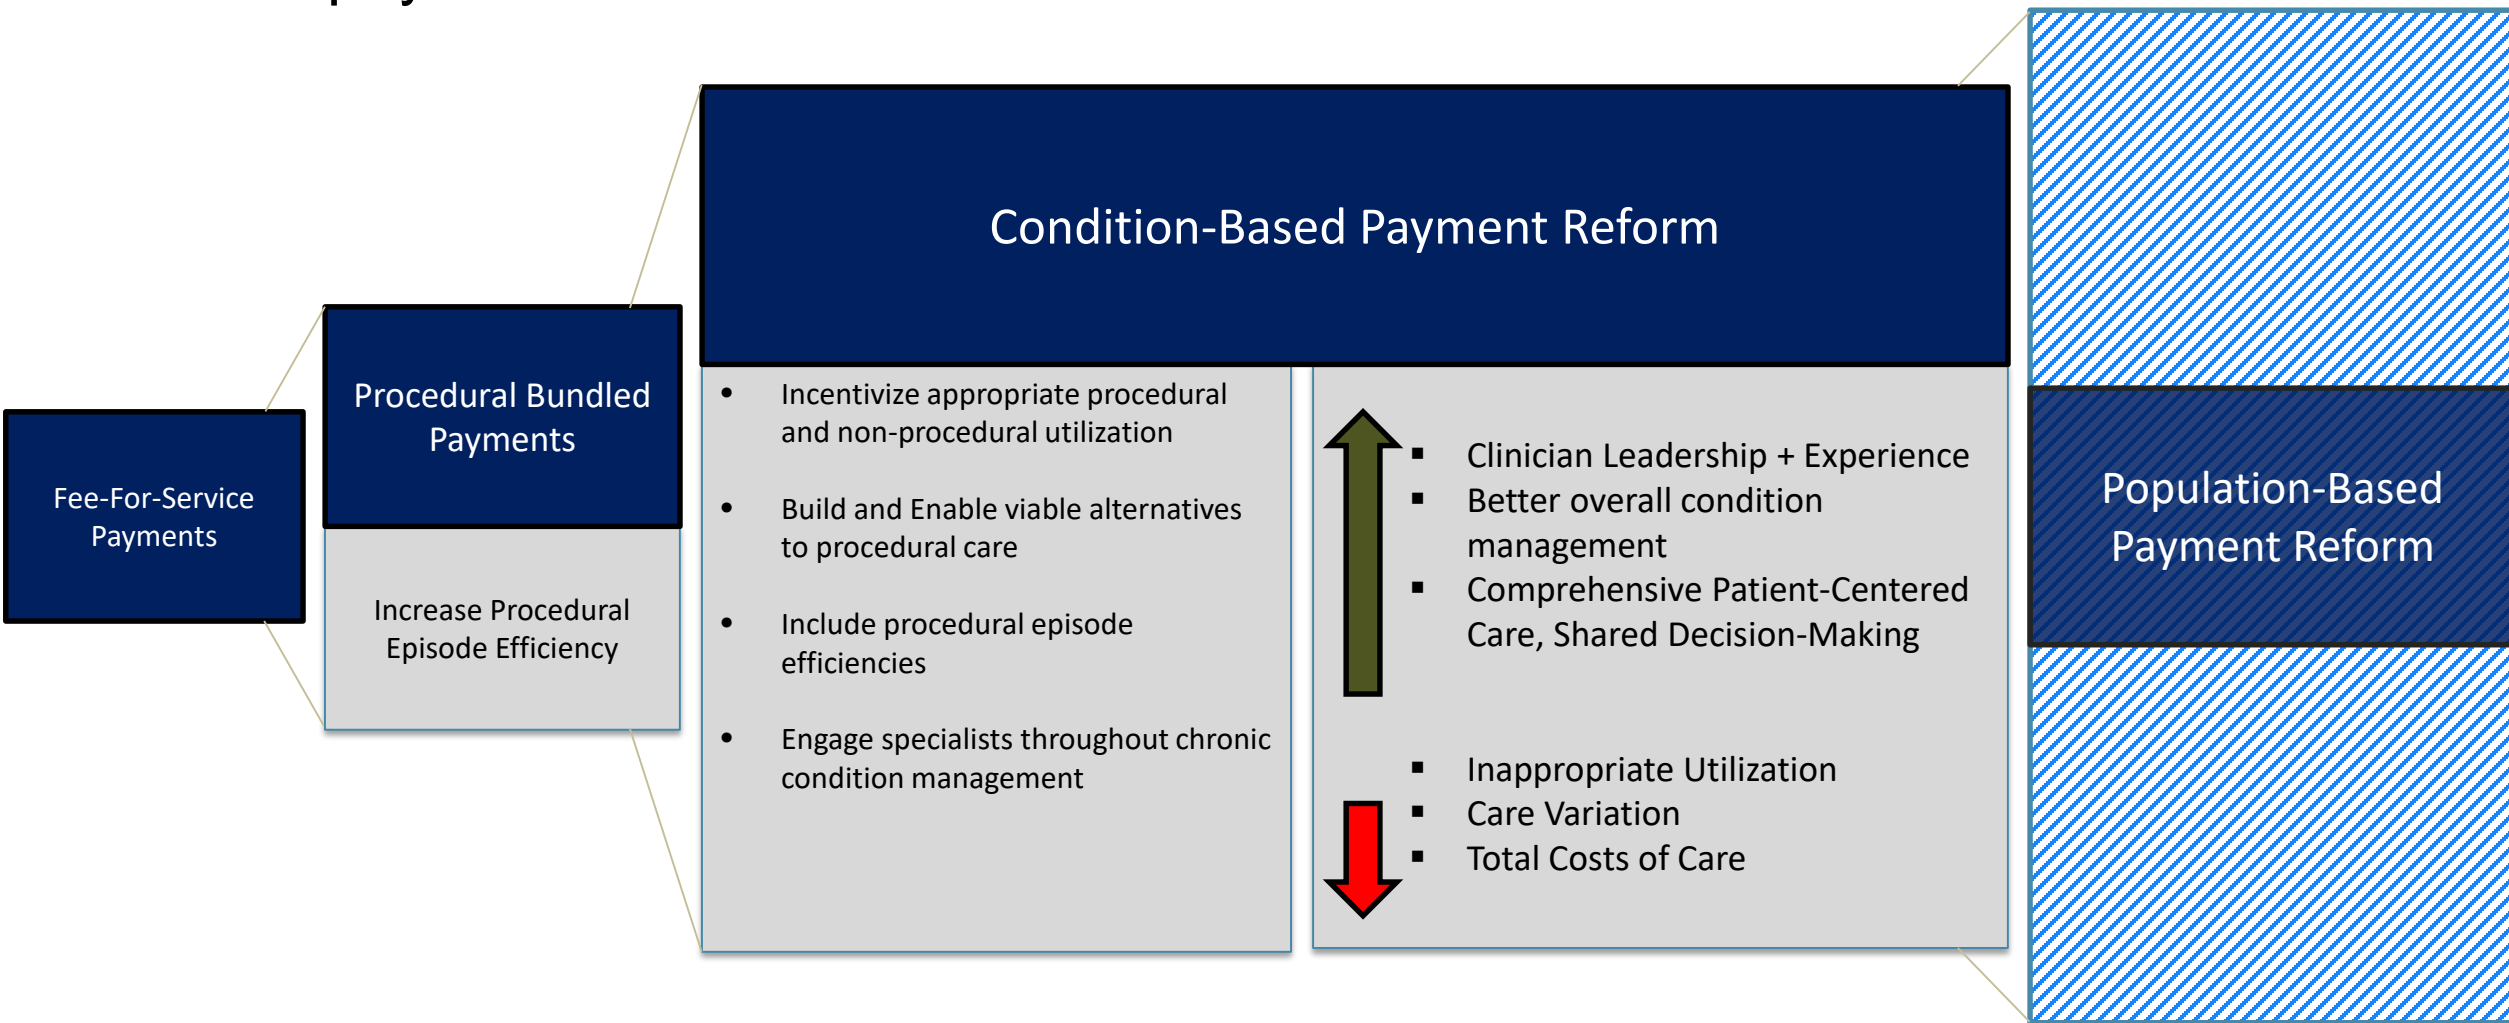 Fee-For-Service
Payments
Procedural Bundled
Payments
Increase Procedural
Episode Efficiency
Condition-Based Payment Reform
• Incentivize appropriate procedural
and non-procedural utilization
• Build and Enable viable alternatives
to procedural care
• Include procedural episode
efficiencies
• Engage specialists throughout chronic
condition management
▪ Clinician Leadership + Experience
▪ Better overall condition
management
▪ Comprehensive Patient-Centered
Care, Shared Decision-Making
▪ Inappropriate Utilization
▪ Care Variation
▪ Total Costs of Care
Population-Based
Payment Reform